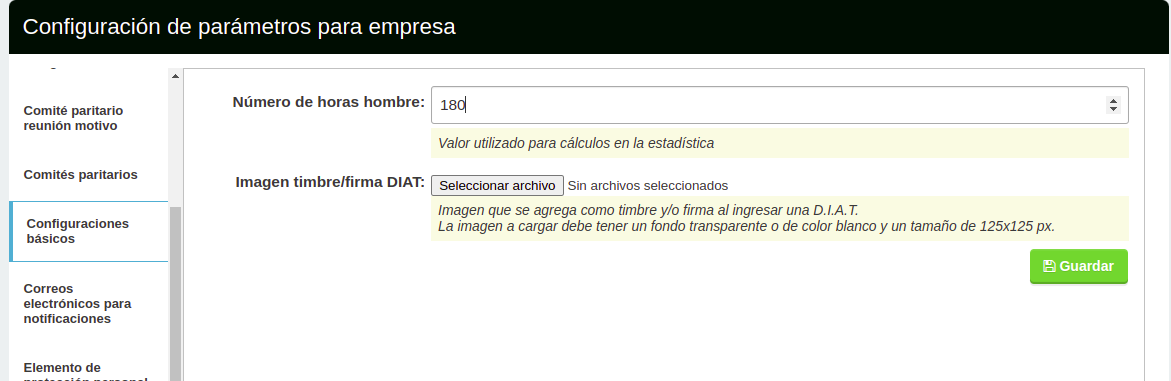 Configuración de parámetros para empresa
Comité paritario
reunión motivo
Comités paritarios
Configuraciones
básicos
Correos
electrónicos para
notificaciones
Elemento de
protección personal
Número de horas hombre:
180
Valor utilizado para cálculos en la estadística
Imagen timbre/firma DIAT:
Seleccionar archivo Sin archivos seleccionados
Imagen que se agrega como timbre y/o firma al ingresar una D.I.A.T.
La imagen a cargar debe tener un fondo transparente o de color blanco y un tamaño de 125x125 px.
Guardar